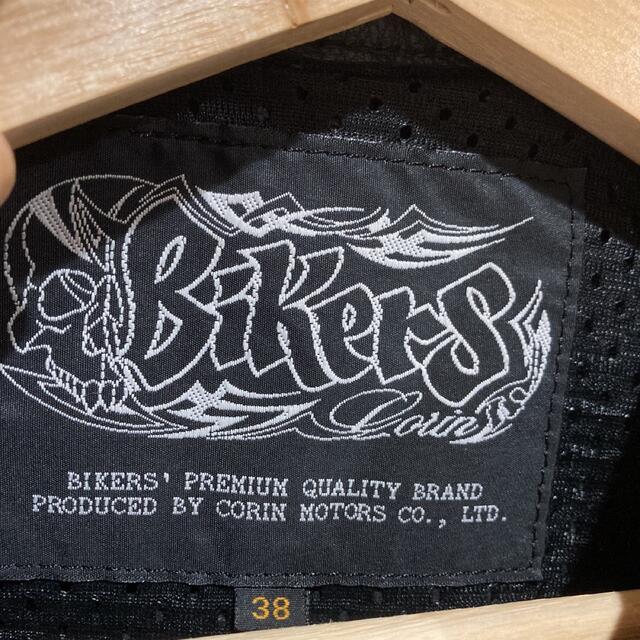 Bikers
Corin
BIKERS' PREMIUM QUALITY BRAND
PRODUCED BY CORIN MOTORS CO., LTD.
38